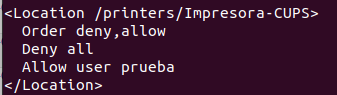 <Location /printers/Impresora-CUPS>
  Order deny,allow
  Deny all
  Allow user prueba
</Location>